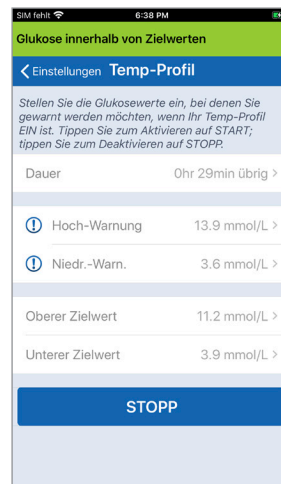 SIM fehlt 6:38 PM
Glukose innerhalb von Zielwerten
Einstellungen Temp-Profil
Stellen Sie die Glukosewerte ein, bei denen Sie
gewarnt werden möchten, wenn Ihr Temp-Profil
EIN ist. Tippen Sie zum Aktivieren auf START;
tippen Sie zum Deaktivieren auf STOPP.
Dauer 0hr 29min übrig
Hoch-Warnung 13.9 mmol/L
Niedr.-Warn. 3.6 mmol/L
Oberer Zielwert 11.2 mmol/L
Unterer Zielwert 3.9 mmol/L
STOPP